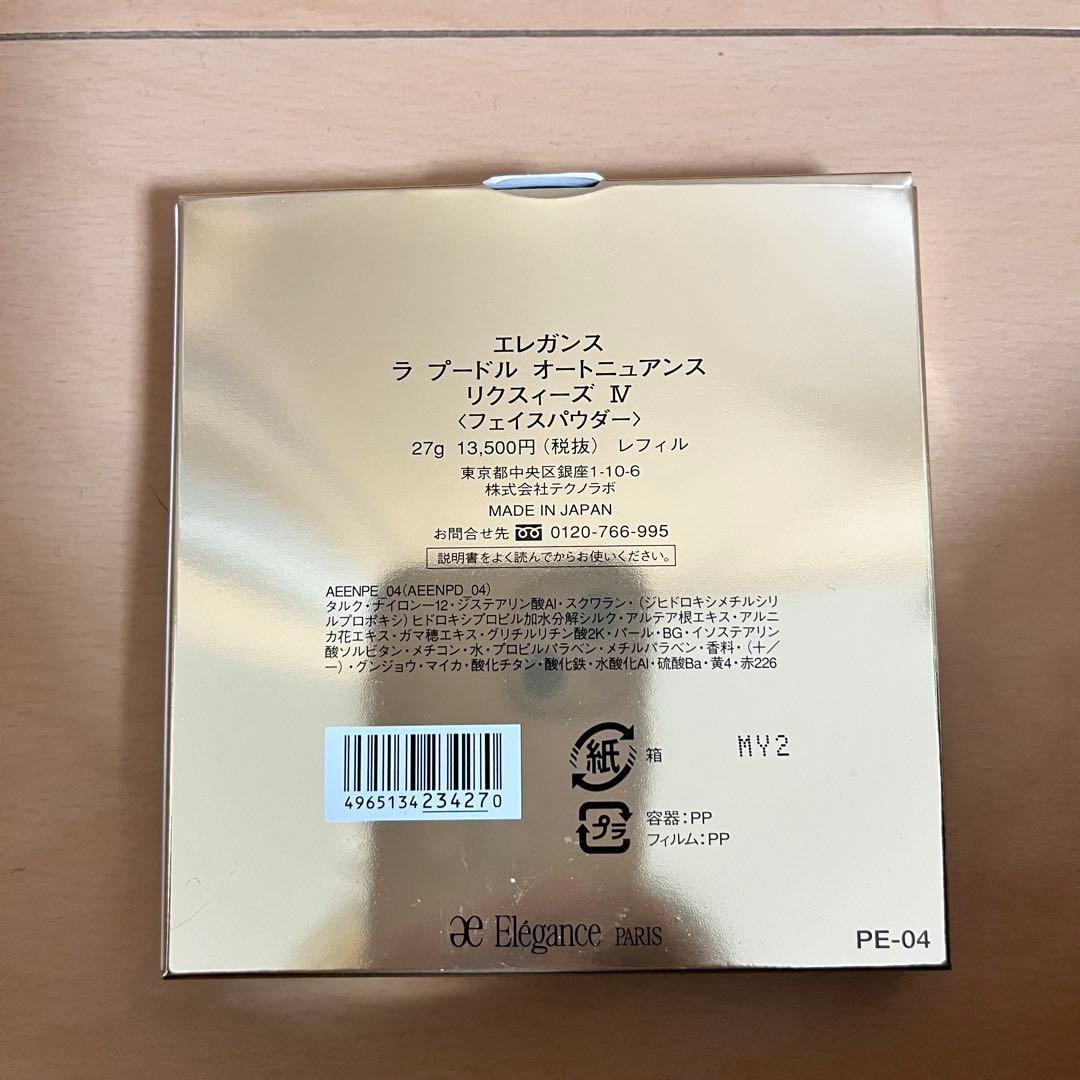 エレガンス
ラ プードル オートニュアンス
リクスィーズ Ⅳ
〈フェイスパウダー〉
27g 13,500円(税抜) レフィル
東京都中央区銀座1-10-6
株式会社テクノラボ
MADE IN JAPAN
お問合せ先 0120-766-995
説明書をよく読んでからお使いください。
AEENPE_04(AEENPD_04)
タルク・ナイロン―12・ジステアリン酸Al・スクワラン・(ジヒドロキシメチルシリ
ルプロポキシ)ヒドロキシプロピル加水分解シルク・アルテア根エキス・アルニ
カ花エキス・ガマ穂エキス・グリチルリチン酸2K・パール・BG・イソステアリン
酸ソルビタン・メチコン・水・プロピルパラベン・メチルパラベン・香料・(+/
−)・グンジョウ・マイカ・酸化チタン・酸化鉄・水酸化Al・硫酸Ba・黄4・赤226
4965134234270
紙 箱
MY2
プラ 容器:PP
フィルム:PP
æ Elégance PARIS
PE-04